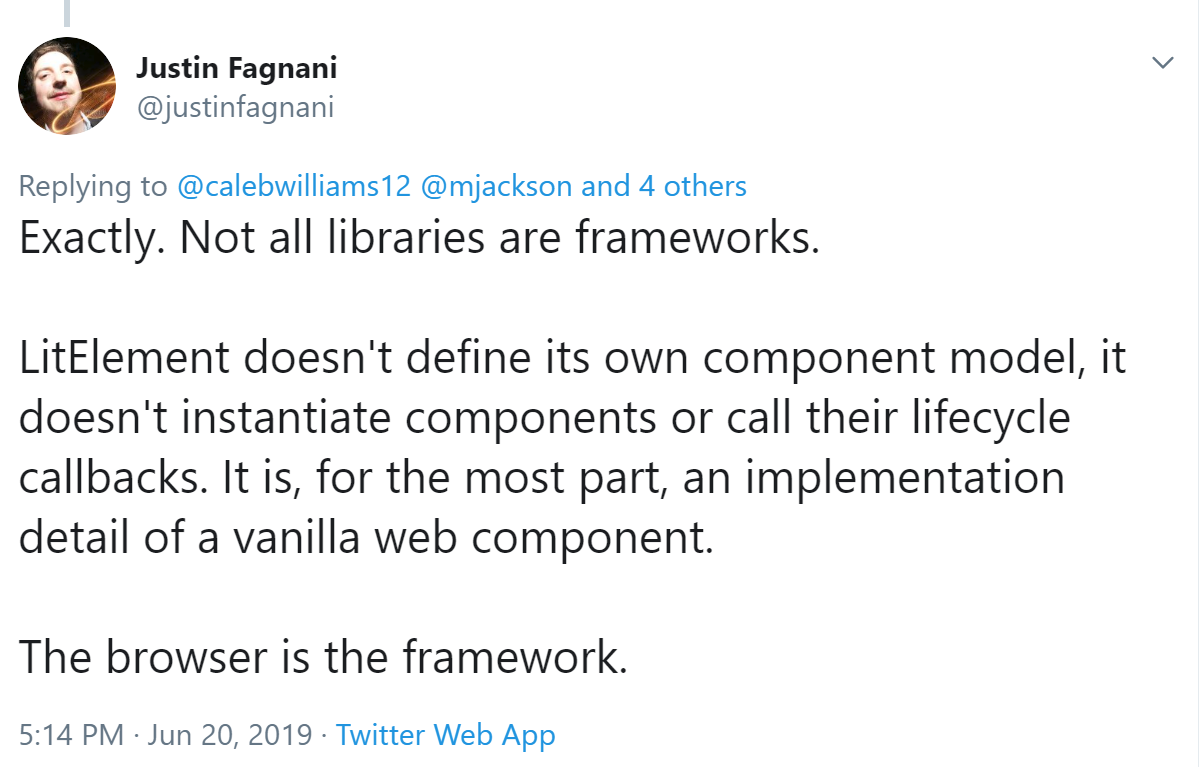 Justin Fagnani
@justinfagnani
Replying to @calebwilliams12 @mjackson and 4 others
Exactly. Not all libraries are frameworks.
LitElement doesn't define its own component model, it
doesn't instantiate components or call their lifecycle
callbacks. It is, for the most part, an implementation
detail of a vanilla web component.
The browser is the framework.
5:14 PM · Jun 20, 2019 · Twitter Web App